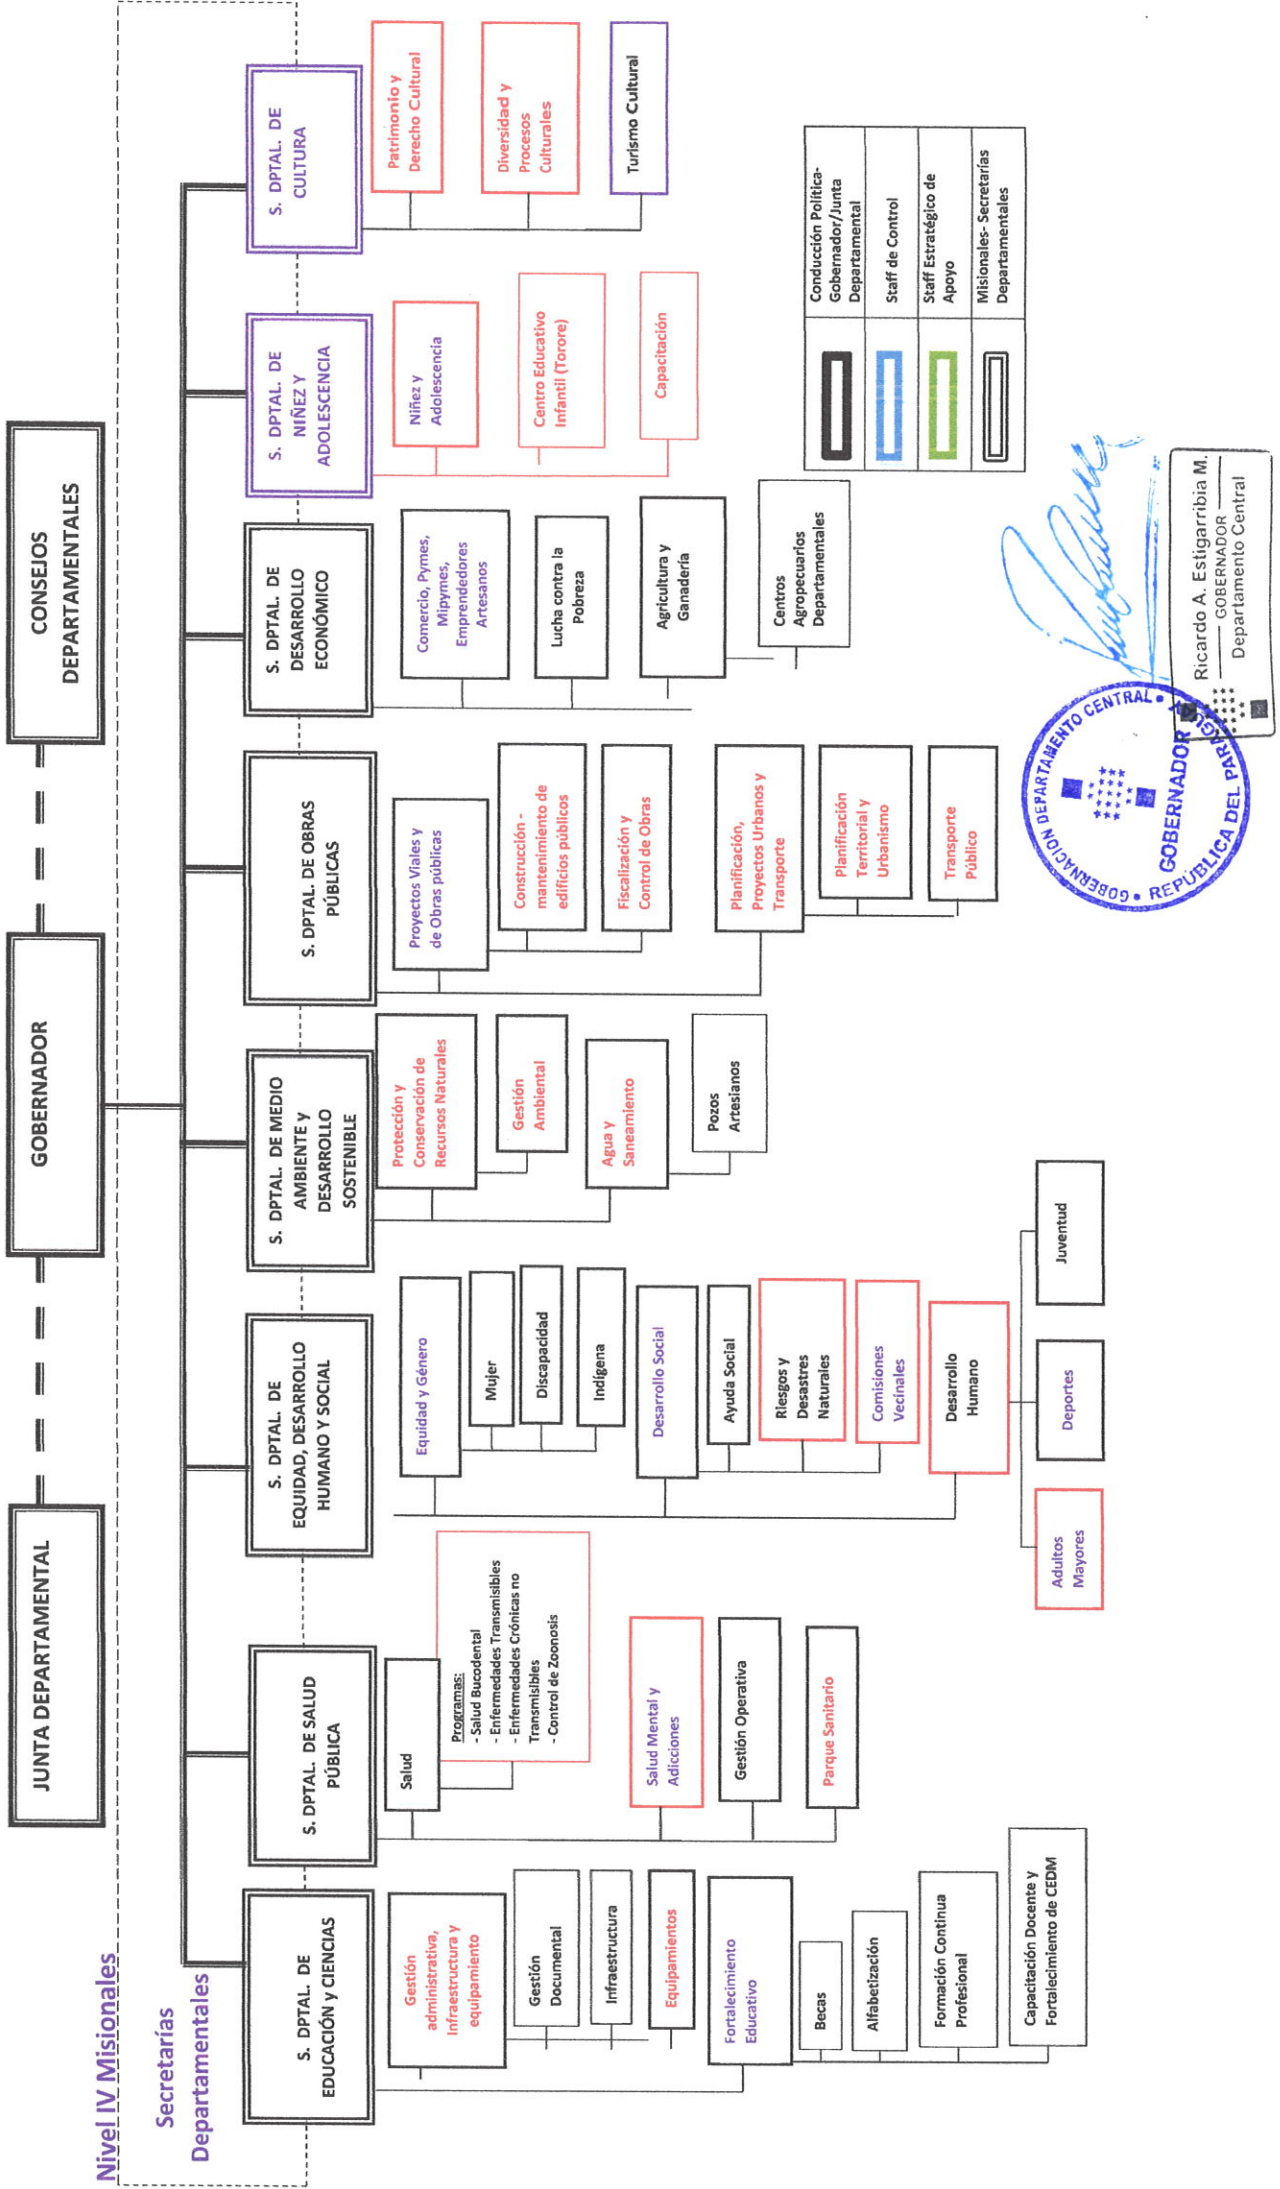 JUNTA DEPARTAMENTAL
GOBERNADOR
CONSEJOS
DEPARTAMENTALES
Nivel IV Misionales
Secretarías
Departamentales
S. DPTAL. DE
EDUCACIÓN y CIENCIAS
Gestión
administrativa,
Infraestructura y
equipamiento
Gestión
Documental
Infraestructura
Equipamientos
Fortalecimiento
Educativo
Becas
Alfabetización
Formación Continua
Profesional
Capacitación Docente y
Fortalecimiento de CEDM
S. DPTAL. DE SALUD
PÚBLICA
Salud
Programas:
- Salud Bucodental
- Enfermedades Transmisibles
- Enfermedades Crónicas no
Transmisibles
- Control de Zoonosis
Salud Mental y
Adicciones
Gestión Operativa
Parque Sanitario
S. DPTAL. DE
EQUIDAD, DESARROLLO
HUMANO Y SOCIAL
Equidad y Género
Mujer
Discapacidad
Indígena
Desarrollo Social
Ayuda Social
Riesgos y
Desastres
Naturales
Comisiones
Vecinales
Desarrollo
Humano
Adultos
Mayores
Deportes
Juventud
S. DPTAL. DE MEDIO
AMBIENTE y
DESARROLLO
SOSTENIBLE
Protección y
Conservación de
Recursos Naturales
Gestión
Ambiental
Agua y
Saneamiento
Pozos
Artesianos
S. DPTAL. DE OBRAS
PÚBLICAS
Proyectos Viales y
de Obras públicas
Construcción -
mantenimiento de
edificios públicos
Fiscalización y
Control de Obras
Planificación,
Proyectos Urbanos y
Transporte
Planificación
Territorial y
Urbanismo
Transporte
Público
S. DPTAL. DE
DESARROLLO
ECONÓMICO
Comercio, Pymes,
Mipymes,
Emprendedores
Artesanos
Lucha contra la
Pobreza
Agricultura y
Ganadería
Centros
Agropecuarios
Departamentales
S. DPTAL. DE
NIÑEZ Y
ADOLESCENCIA
Niñez y
Adolescencia
Centro Educativo
Infantil (Torore)
Capacitación
S. DPTAL. DE
CULTURA
Patrimonio y
Derecho Cultural
Diversidad y
Procesos
Culturales
Turismo Cultural
Conducción Política-
Gobernador/Junta
Departamental
Staff de Control
Staff Estratégico de
Apoyo
Misionales- Secretarías
Departamentales
GOBERNACIÓN DEPARTAMENTO CENTRAL
GOBERNADOR
REPÚBLICA DEL PARAGUAY
Ricardo A. Estigarribia M.
GOBERNADOR
Departamento Central